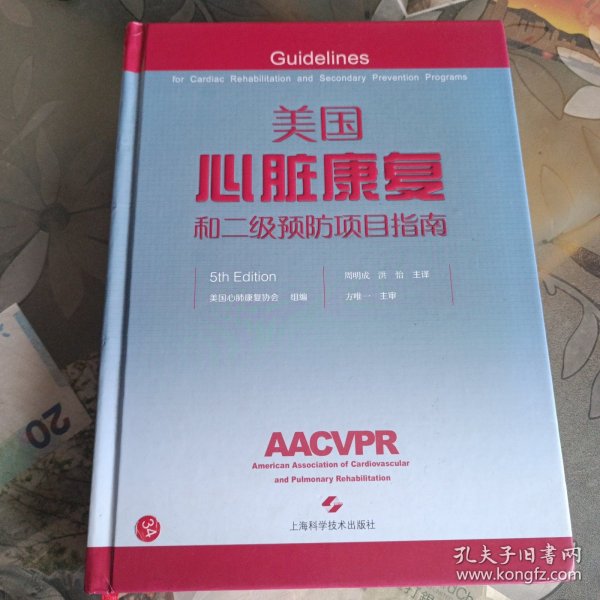 Guidelines
for Cardiac Rehabilitation and Secondary Prevention Programs
美国
心脏康复
和二级预防项目指南
5th Edition
美国心肺康复协会 组编
周明成 洪 怡 主译
方唯一 主审
AACVPR
American Association of Cardiovascular
and Pulmonary Rehabilitation
上海科学技术出版社
34
20
孔夫子旧书网
www.kongfz.com